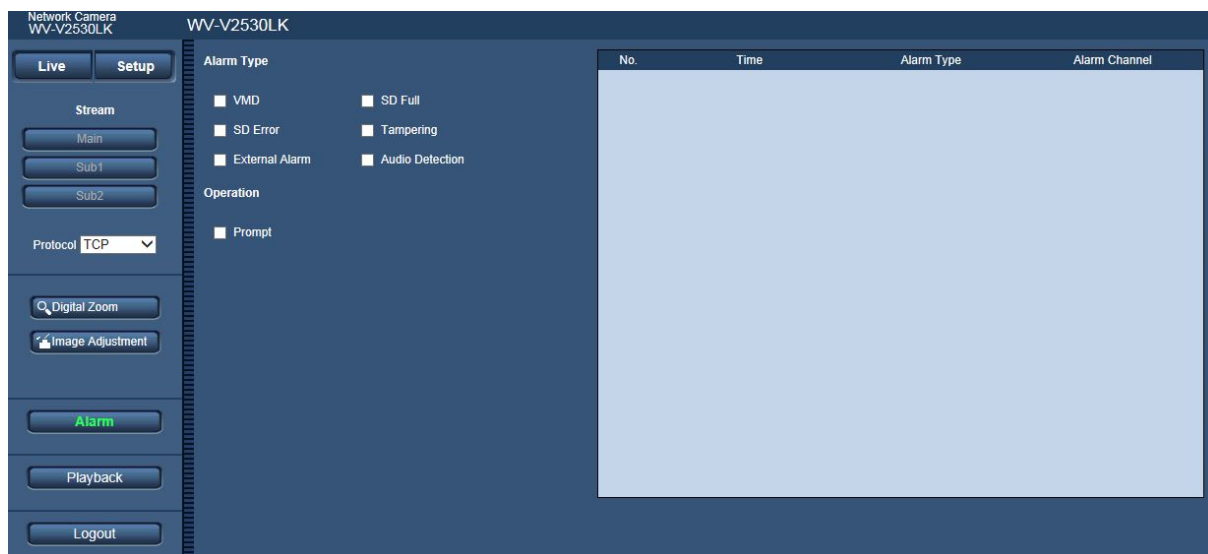 Network Camera
WV-V2530LK
WV-V2530LK
Live Setup
Stream
Main
Sub1
Sub2
Protocol TCP
Digital Zoom
Image Adjustment
Alarm
Playback
Logout
Alarm Type
VMD SD Full
SD Error Tampering
External Alarm Audio Detection
Operation
Prompt
No. Time Alarm Type Alarm Channel